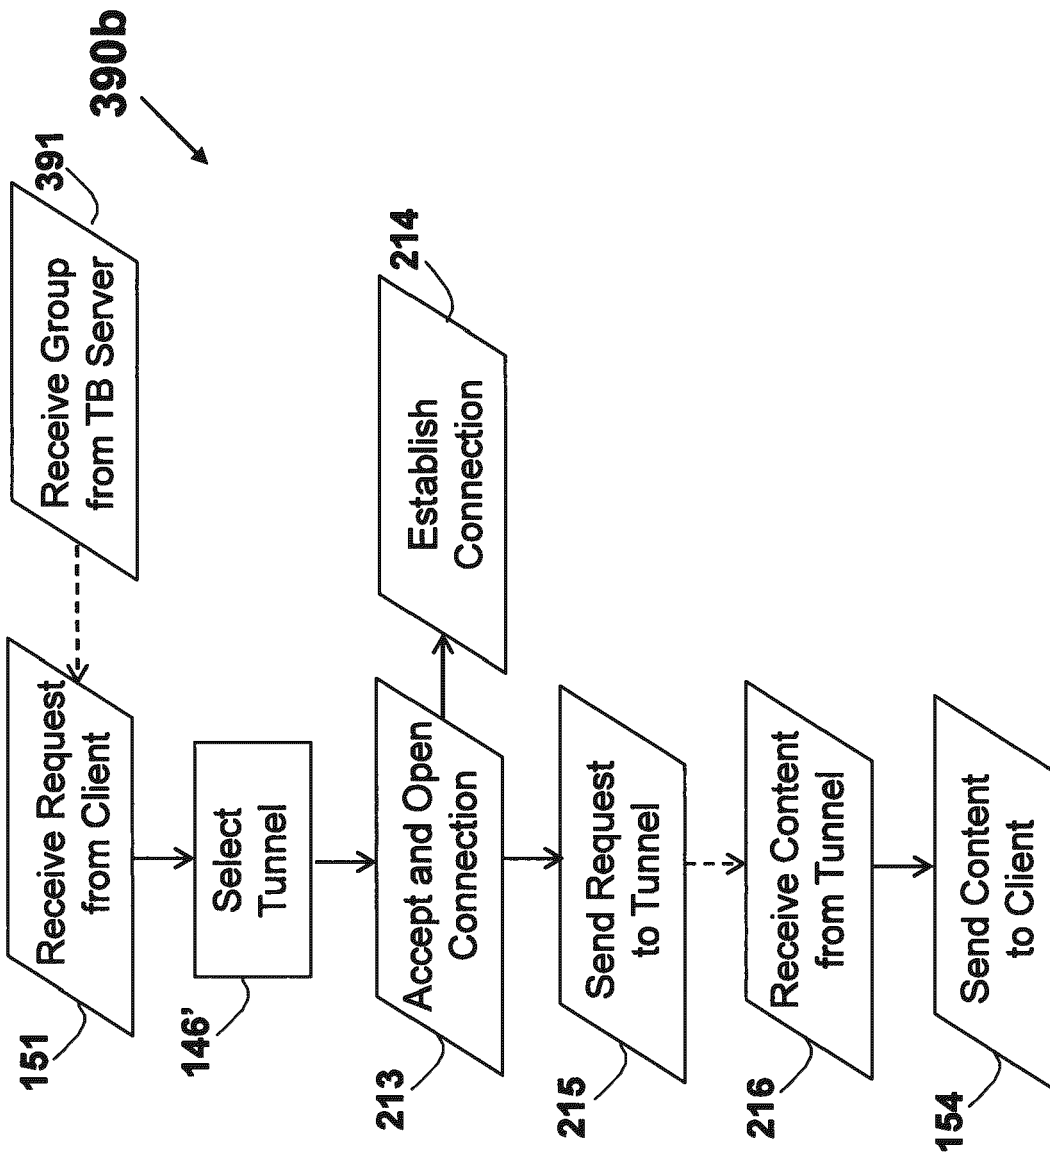 390b
391
Receive Group
from TB Server
151
Receive Request
from Client
146’
Select
Tunnel
213
Accept and Open
Connection
214
Establish
Connection
215
Send Request
to Tunnel
216
Receive Content
from Tunnel
154
Send Content
to Client